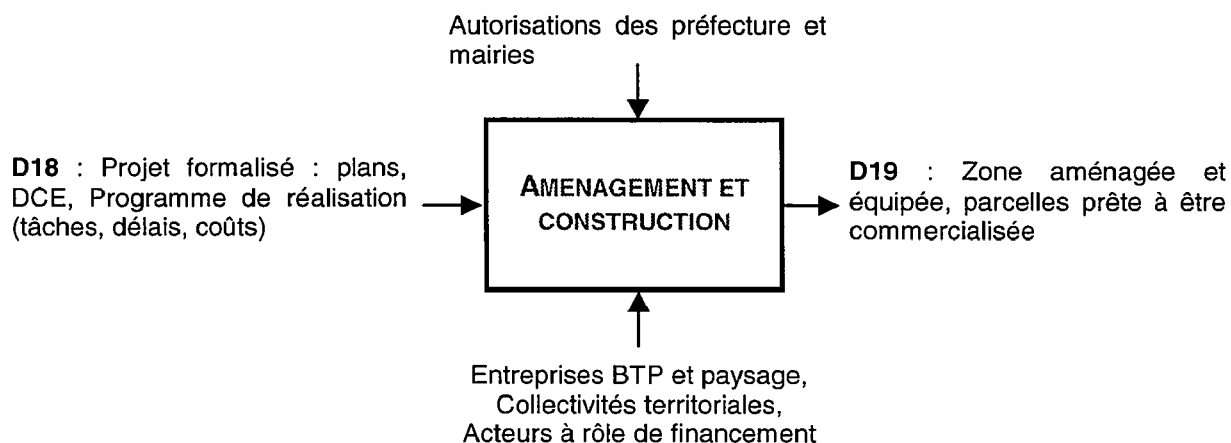 Autorisations des préfecture et
mairies
D18 : Projet formalisé : plans,
DCE, Programme de réalisation
(tâches, délais, coûts)
AMENAGEMENT ET
CONSTRUCTION
D19 : Zone aménagée et
équipée, parcelles prête à être
commercialisée
Entreprises BTP et paysage,
Collectivités territoriales,
Acteurs à rôle de financement